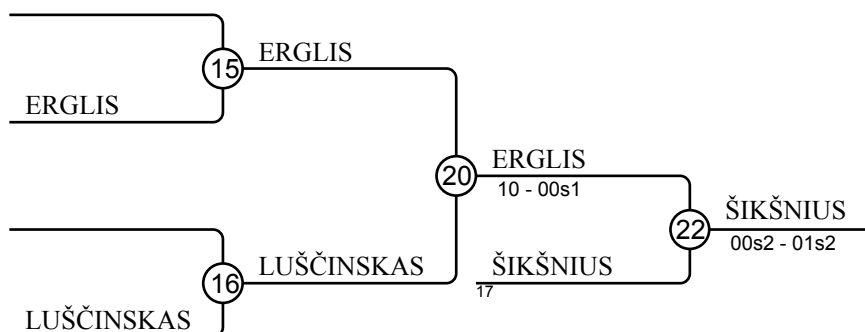 ERGLIS
15
ERGLIS
ERGLIS
20
10 - 00s1
ŠIKŠNIUS
22
00s2 - 01s2
LUŠČINSKAS
16
ŠIKŠNIUS
17
LUŠČINSKAS